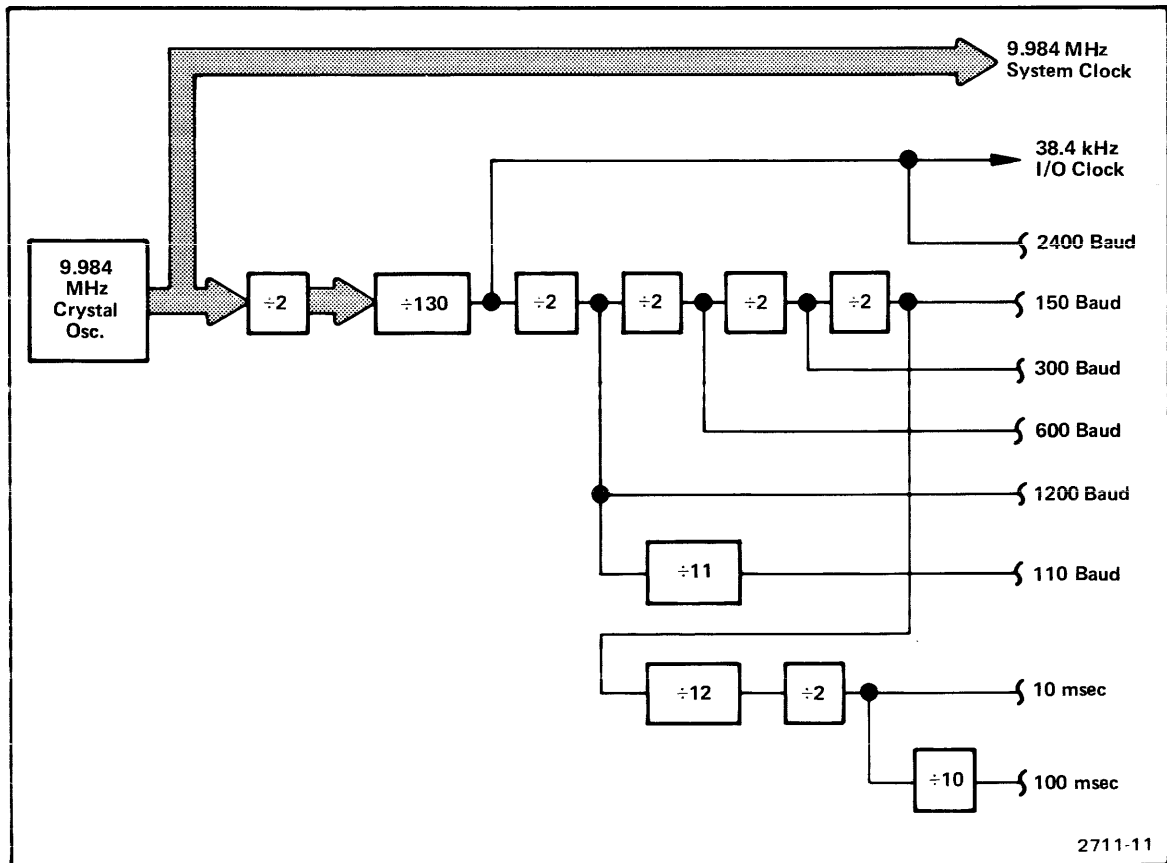 9.984 MHz
System Clock
38.4 kHz
I/O Clock
2400 Baud
9.984
MHz
Crystal
Osc.
÷2
÷130
÷2
÷2
÷2
÷2
150 Baud
300 Baud
600 Baud
1200 Baud
÷11
110 Baud
÷12
÷2
10 msec
÷10
100 msec
2711-11